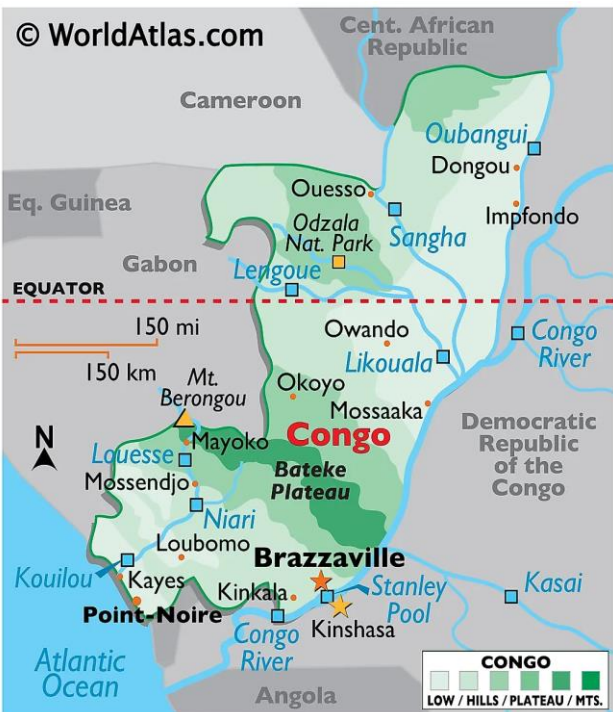 © WorldAtlas.com
Cent. African
Republic
Cameroon
Oubangui
Dongou
Ouesso
Eq. Guinea
Odzala
Nat. Park
Sangha
Impfondo
Gabon
Lengoue
EQUATOR
150 mi
150 km
Owando
Likouala
Congo
River
Mt.
Berongou
Okoyo
Mossaaka
N
Mayoko
Congo
Democratic
Republic
of the
Congo
Louesse
Bateke
Plateau
Mossendjo
Niari
Loubomo
Brazzaville
Kouilou
Kayes
Kinkala
Stanley
Pool
Kasai
Point-Noire
Congo
River
Kinshasa
Atlantic
Ocean
Angola
CONGO
LOW / HILLS / PLATEAU / MTS.